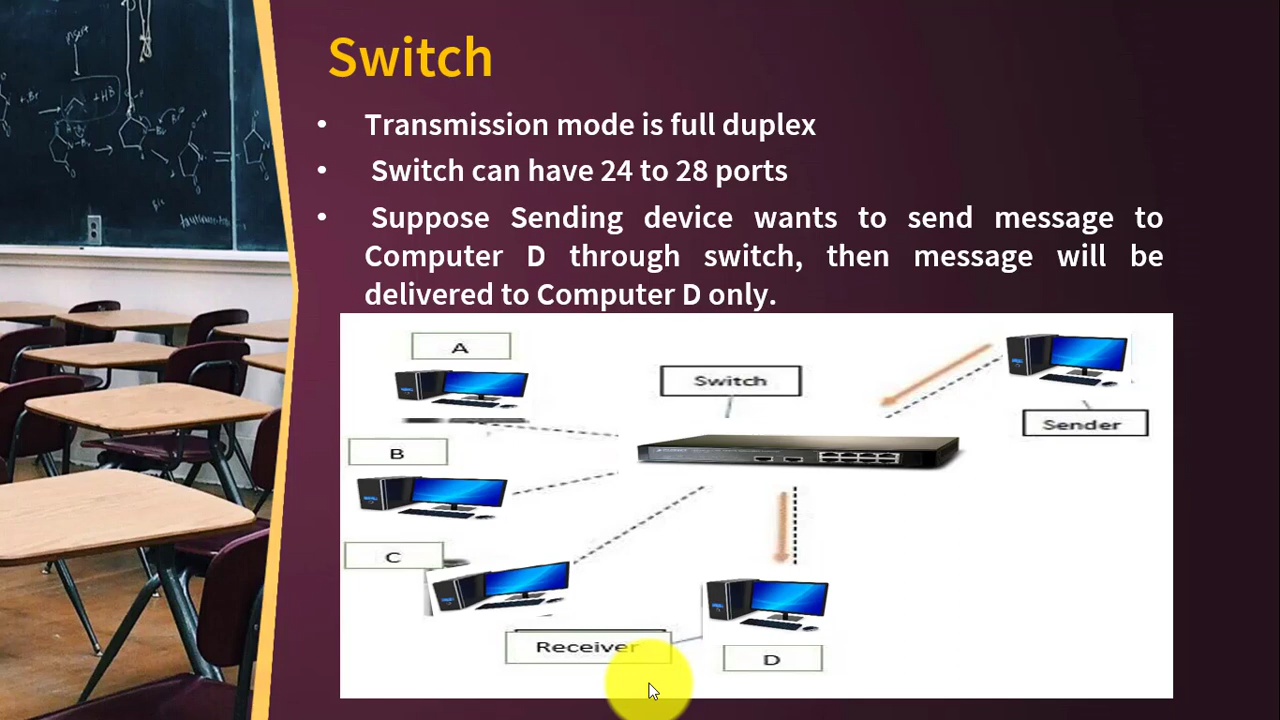 Switch
• Transmission mode is full duplex
• Switch can have 24 to 28 ports
• Suppose Sending device wants to send message to
Computer D through switch, then message will be
delivered to Computer D only.
A
Switch
Sender
B
C
Receiver
D